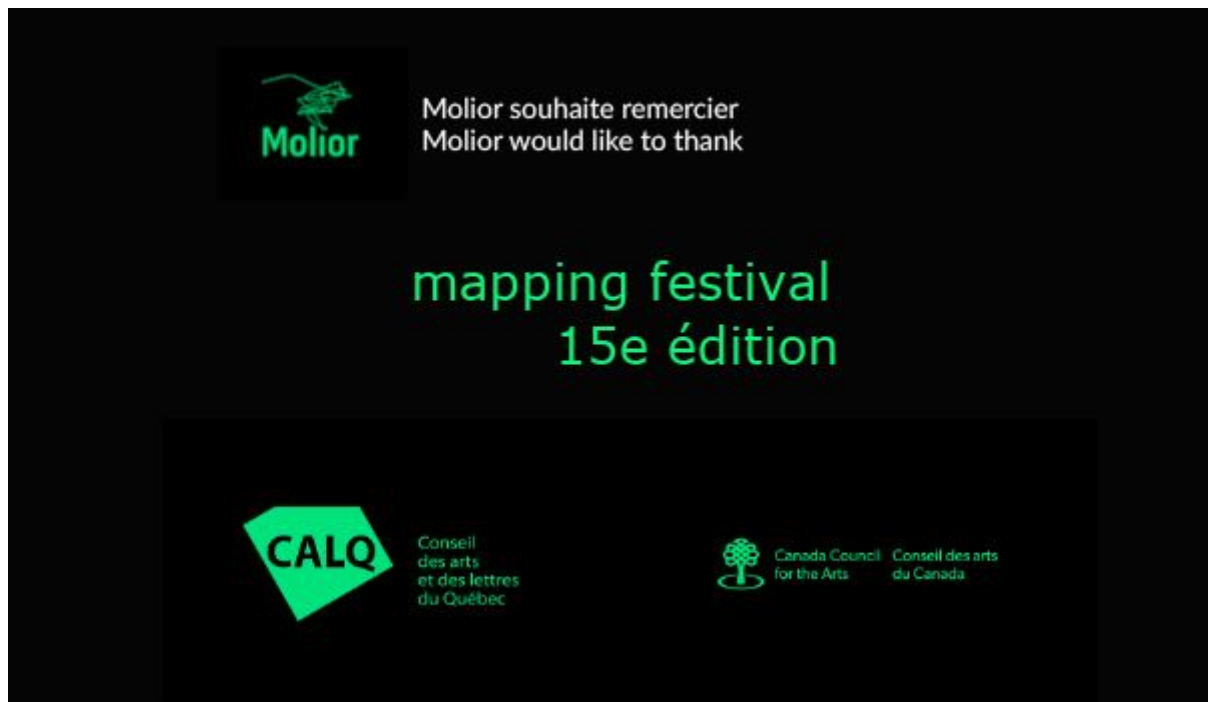 Molior
Molior souhaite remercier
Molior would like to thank
mapping festival
15e édition
CALQ
Conseil
des arts
et des lettres
du Québec
Canada Council
for the Arts
Conseil des arts
du Canada